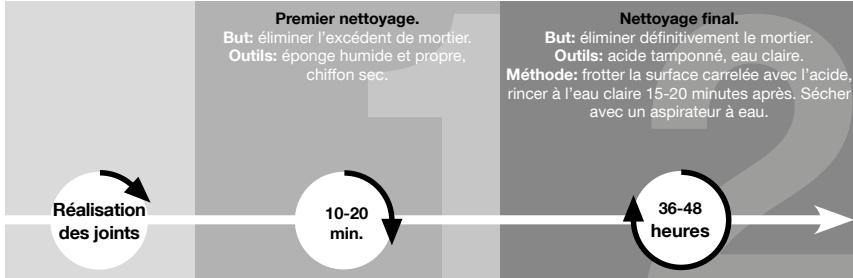 Premier nettoyage.
But: éliminer l'excédent de mortier.
Outils: éponge humide et propre,
chiffon sec.
1
Nettoyage final.
But: éliminer définitivement le mortier.
Outils: acide tamponné, eau claire.
Méthode: frotter la surface carrelée avec l'acide,
rincer à l'eau claire 15-20 minutes après. Sécher
avec un aspirateur à eau.
2
Réalisation
des joints
10-20
min.
36-48
heures